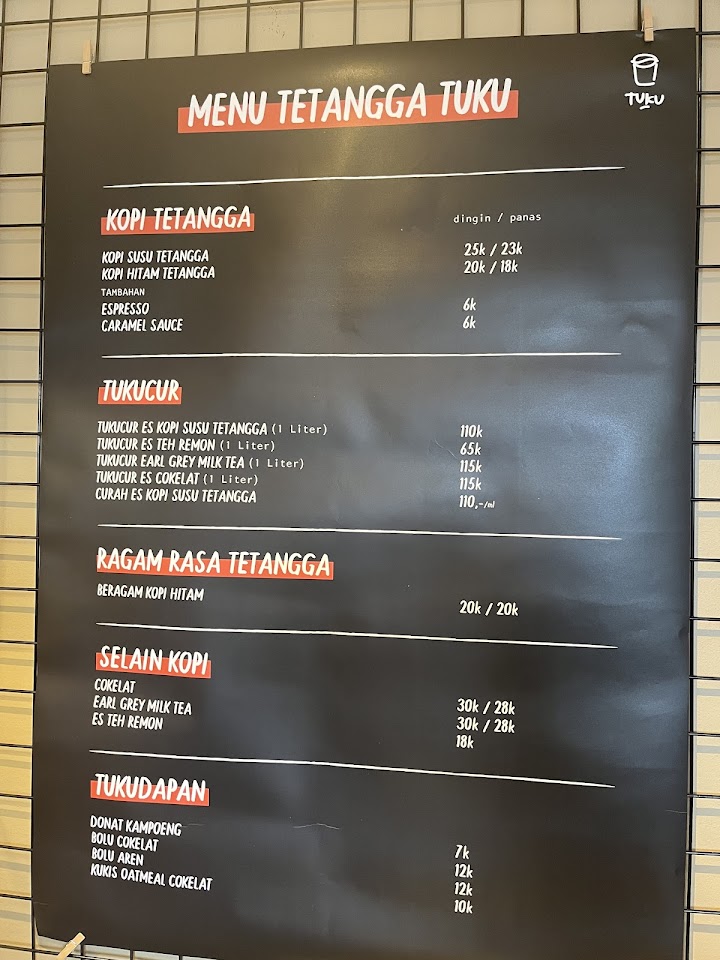 TUKU
MENU TETANGGA TUKU
KOPI TETANGGA dingin / panas
KOPI SUSU TETANGGA 25k / 23k
KOPI HITAM TETANGGA 20k / 18k
TAMBAHAN
ESPRESSO 6k
CARAMEL SAUCE 6k
TUKUCUR
TUKUCUR ES KOPI SUSU TETANGGA (1 Liter) 110k
TUKUCUR ES TEH REMON (1 Liter) 65k
TUKUCUR EARL GREY MILK TEA (1 Liter) 115k
TUKUCUR ES COKELAT (1 Liter) 115k
CURAH ES KOPI SUSU TETANGGA 110,-/ml
RAGAM RASA TETANGGA
BERAGAM KOPI HITAM 20k / 20k
SELAIN KOPI
COKELAT 30k / 28k
EARL GREY MILK TEA 30k / 28k
ES TEH REMON 18k
TUKUDAPAN
DONAT KAMPOENG 7k
BOLU COKELAT 12k
BOLU AREN 12k
KUKIS OATMEAL COKELAT 10k